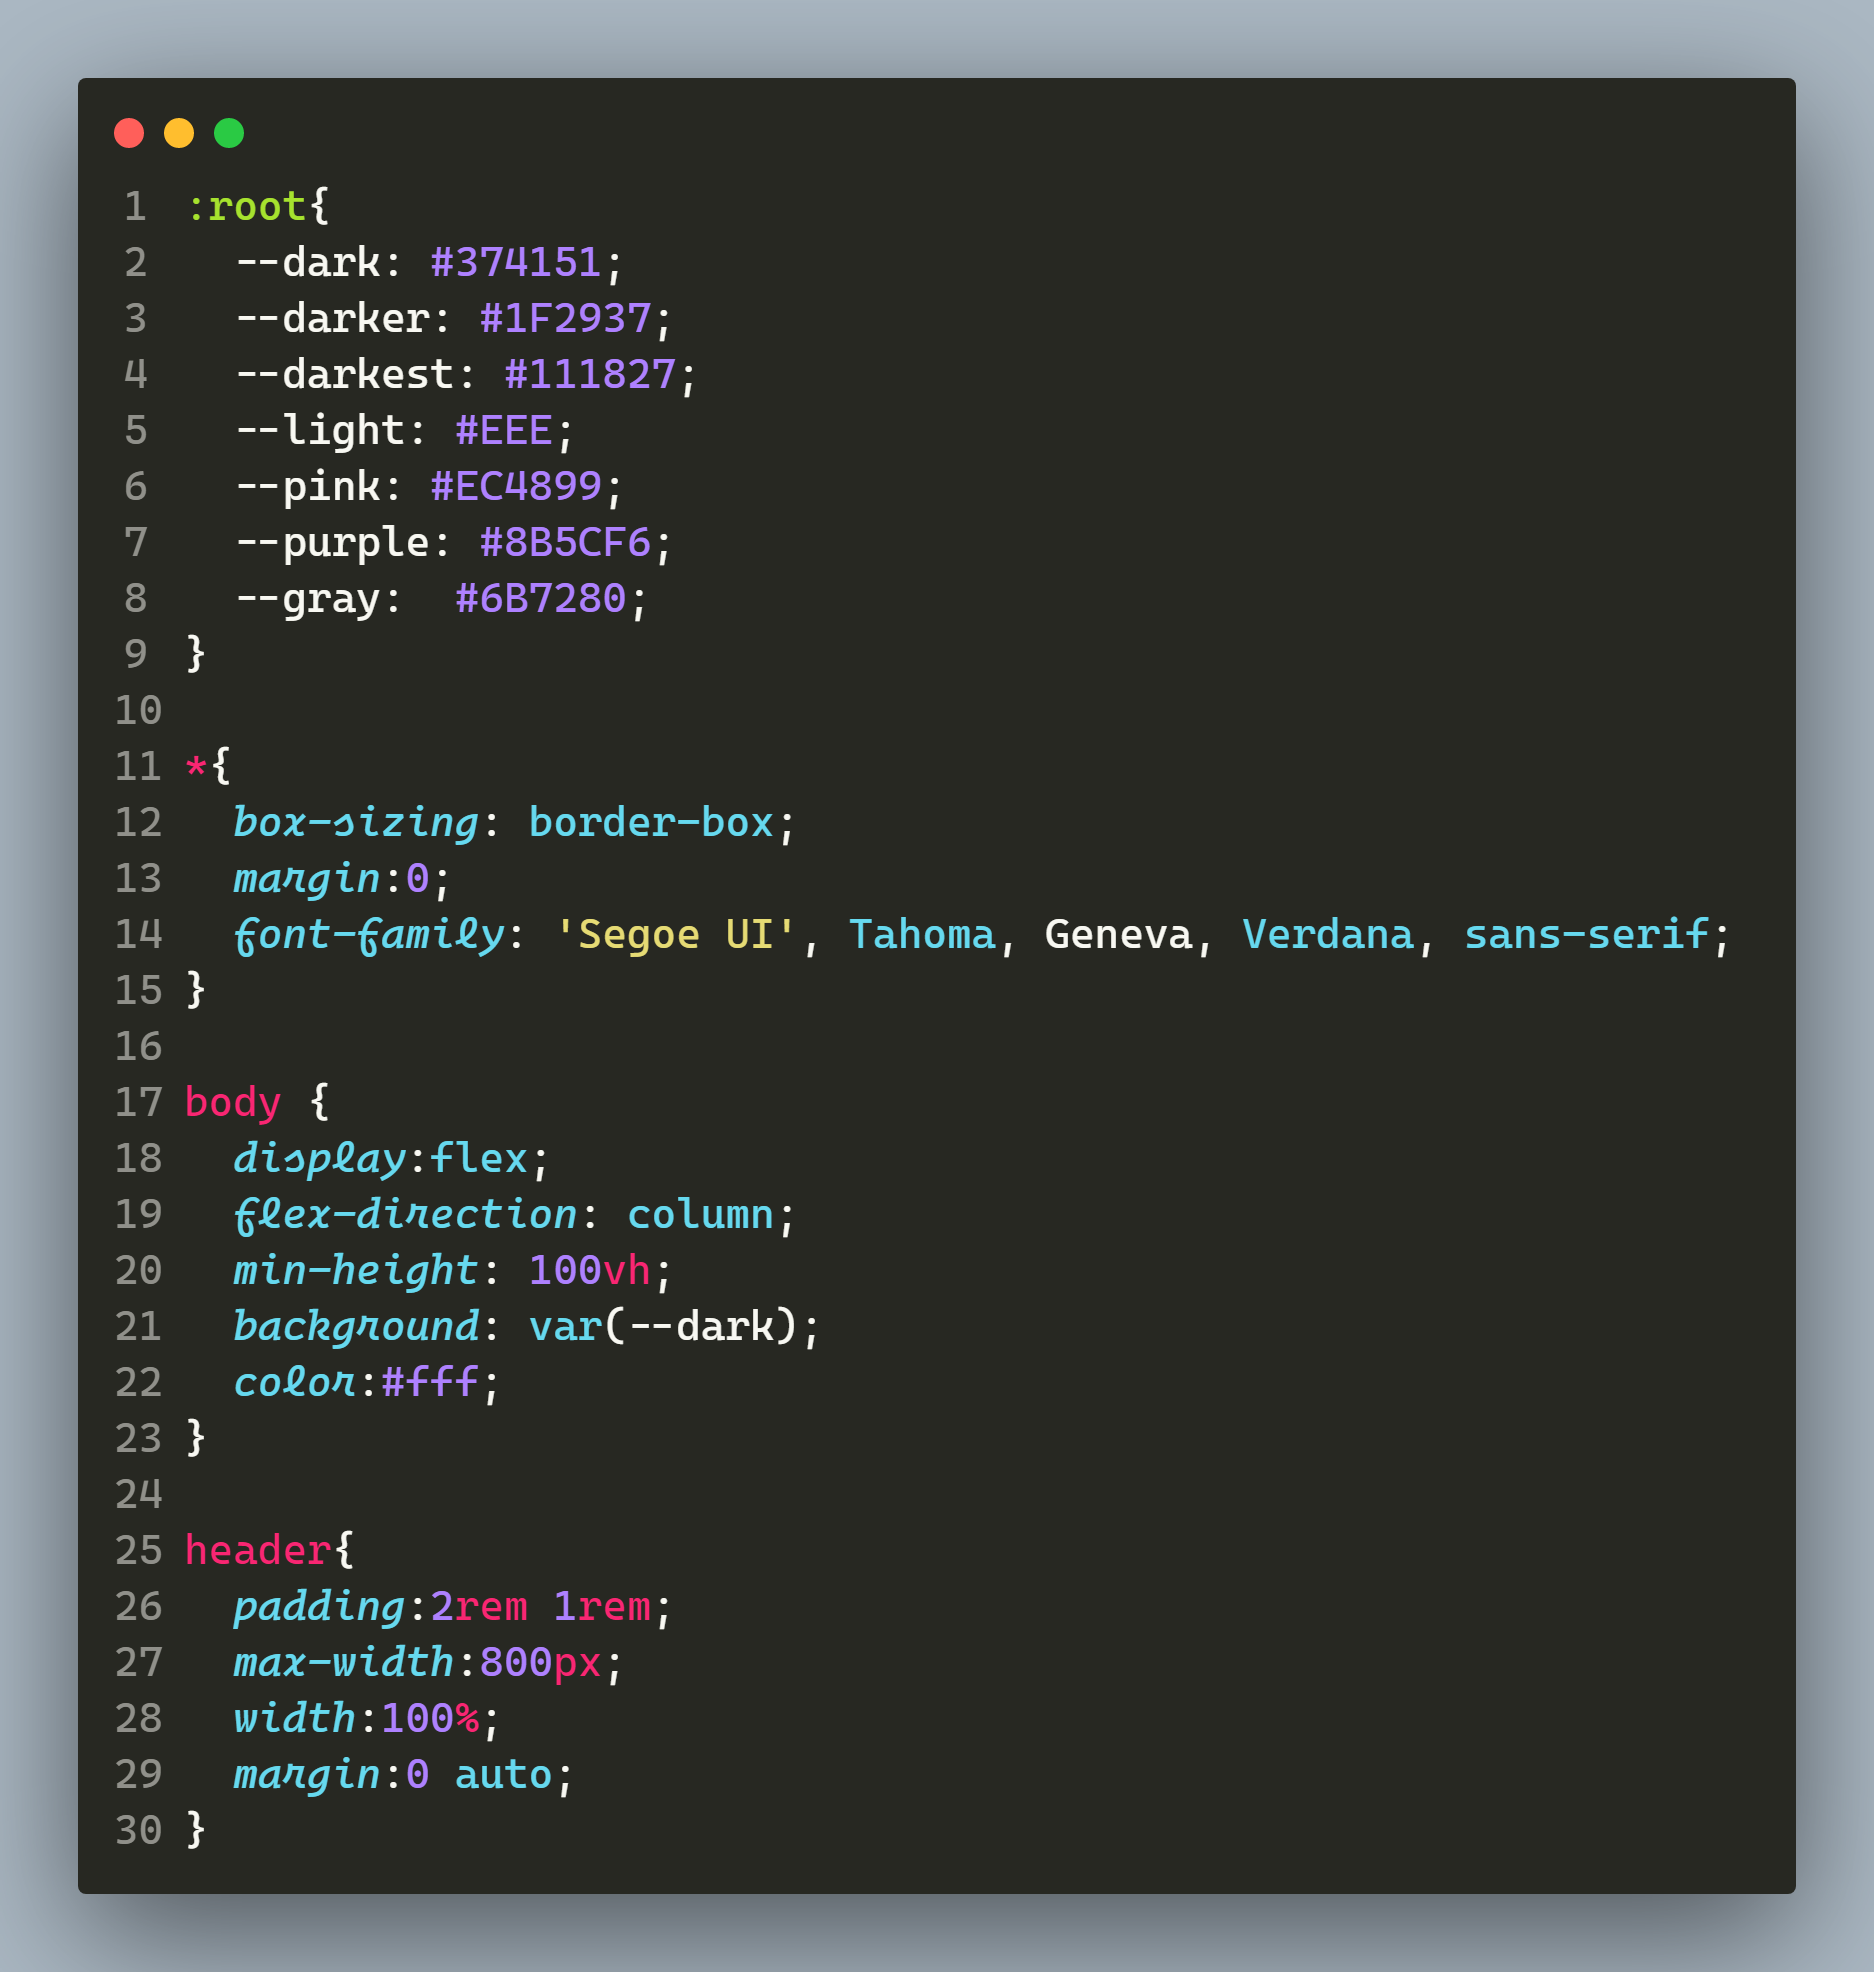 1 :root{
2   --dark: #374151;
3   --darker: #1F2937;
4   --darkest: #111827;
5   --light: #EEE;
6   --pink: #EC4899;
7   --purple: #8B5CF6;
8   --gray:  #6B7280;
9 }
10
11 *{
12   box-sizing: border-box;
13   margin:0;
14   font-family: 'Segoe UI', Tahoma, Geneva, Verdana, sans-serif;
15 }
16
17 body {
18   display:flex;
19   flex-direction: column;
20   min-height: 100vh;
21   background: var(--dark);
22   color:#fff;
23 }
24
25 header{
26   padding:2rem 1rem;
27   max-width:800px;
28   width:100%;
29   margin:0 auto;
30 }